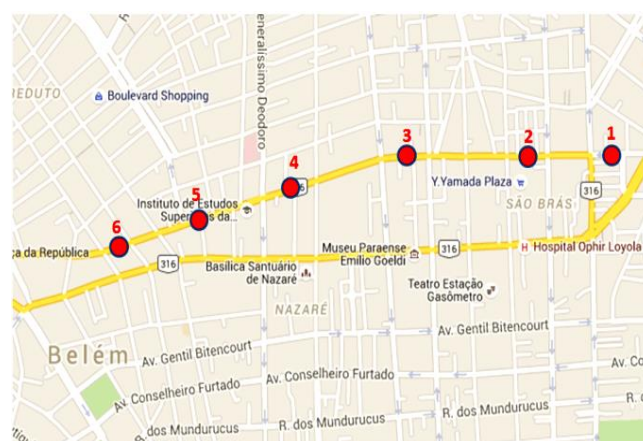 EDUTO
Boulevard Shopping
eneralíssimo Deodoro
1
2
3
4
5
6
316
Instituto de Estudos
Superiores da...
Y.Yamada Plaza
SÃO BRÁS
316
ça da República
316
Museu Paraense
Emílio Goeldi
316
Hospital Ophir Loyola
Basílica Santuário
de Nazaré
Teatro Estação
Gasômetro
NAZARÉ
Belém
Av. Gentil Bitencourt
Av. Gentil Bitencourt
Av. Conselheiro Furtado
Av. Conselheiro Furtado
R. dos Mundurucus
R. dos Mundurucus